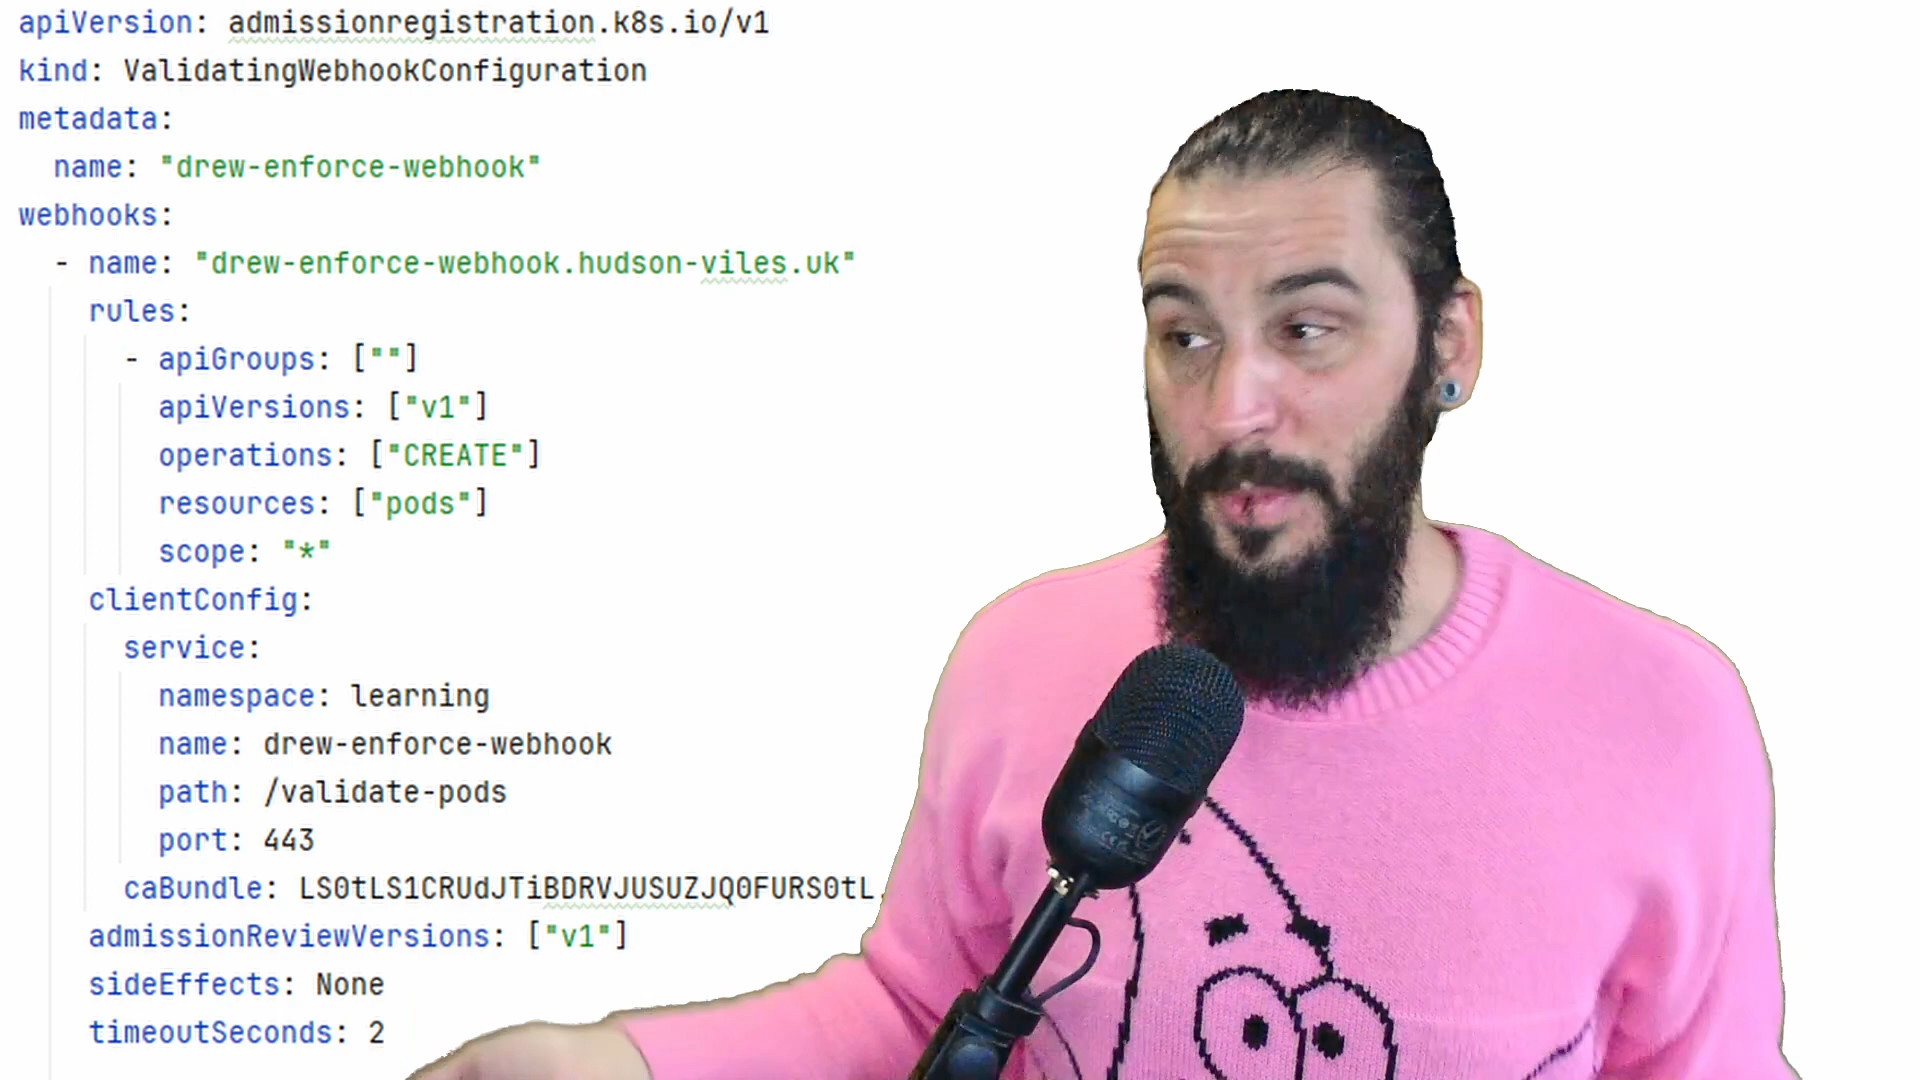 apiVersion: admissionregistration.k8s.io/v1
kind: ValidatingWebhookConfiguration
metadata:
  name: "drew-enforce-webhook"
webhooks:
  - name: "drew-enforce-webhook.hudson-viles.uk"
    rules:
      - apiGroups: [""]
        apiVersions: ["v1"]
        operations: ["CREATE"]
        resources: ["pods"]
        scope: "*"
    clientConfig:
      service:
        namespace: learning
        name: drew-enforce-webhook
        path: /validate-pods
        port: 443
      caBundle: LS0tLS1CRUdJTiBDRVJUSUZJQ0FURS0tL
    admissionReviewVersions: ["v1"]
    sideEffects: None
    timeoutSeconds: 2